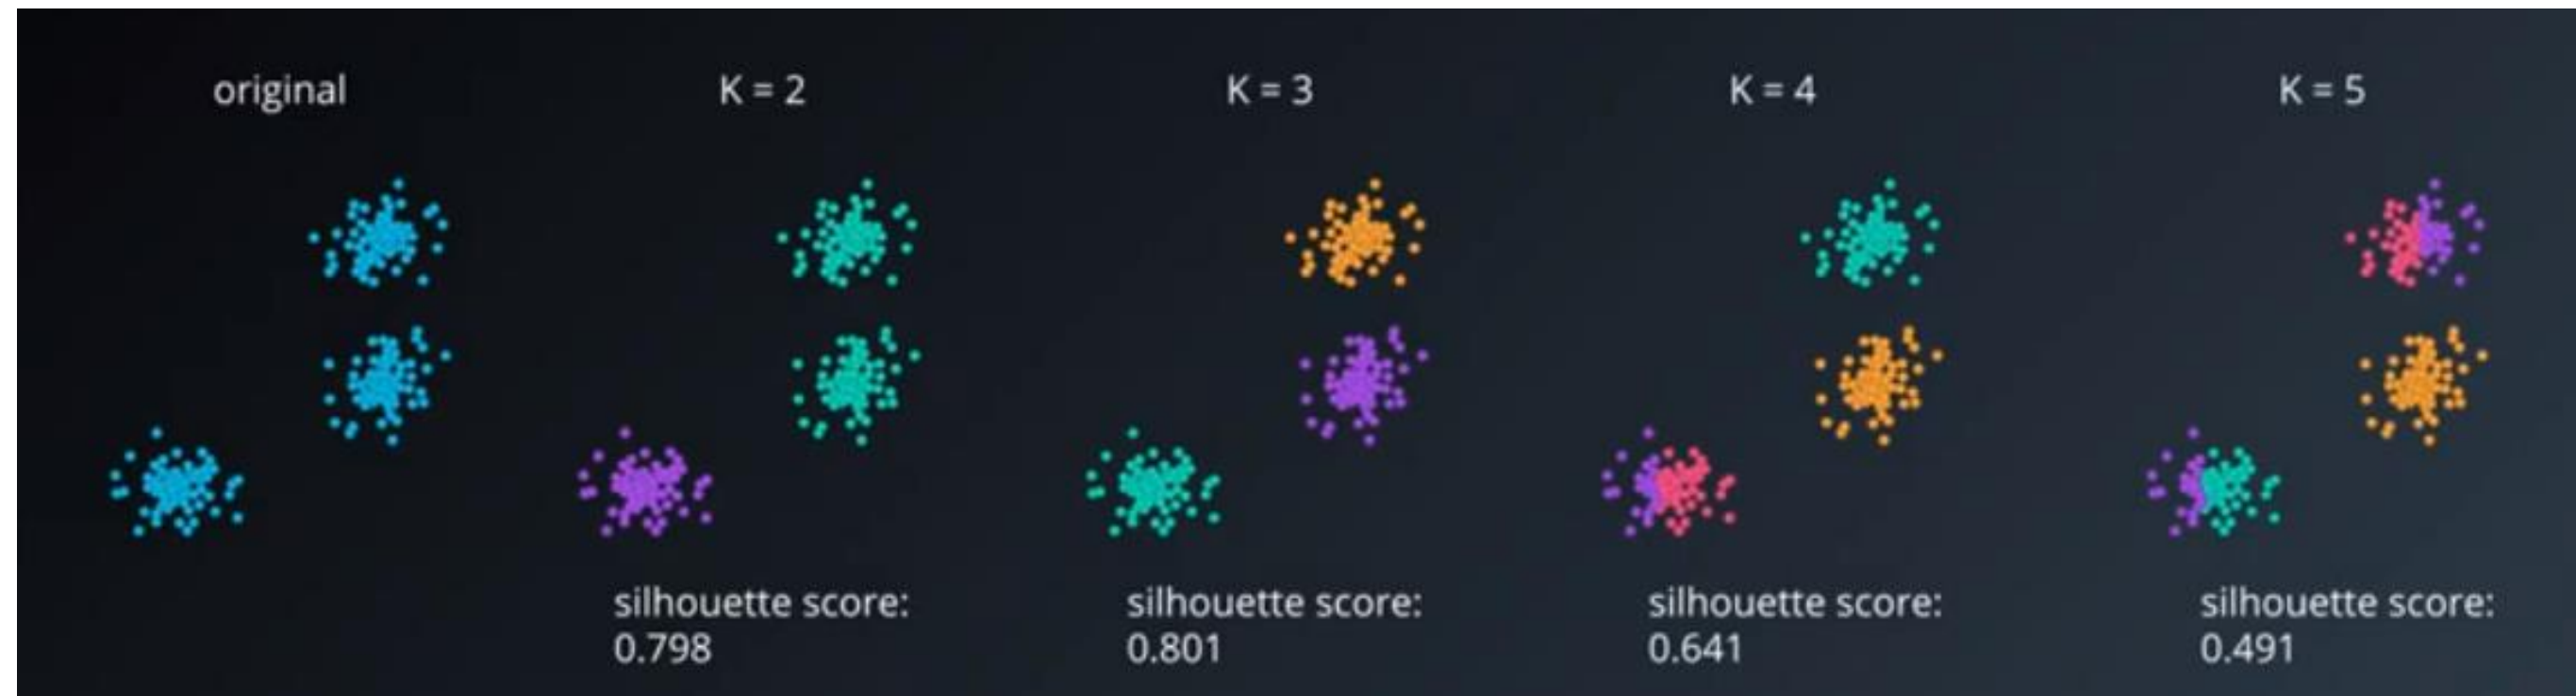 original
K = 2
K = 3
K = 4
K = 5
silhouette score:
0.798
silhouette score:
0.801
silhouette score:
0.641
silhouette score:
0.491